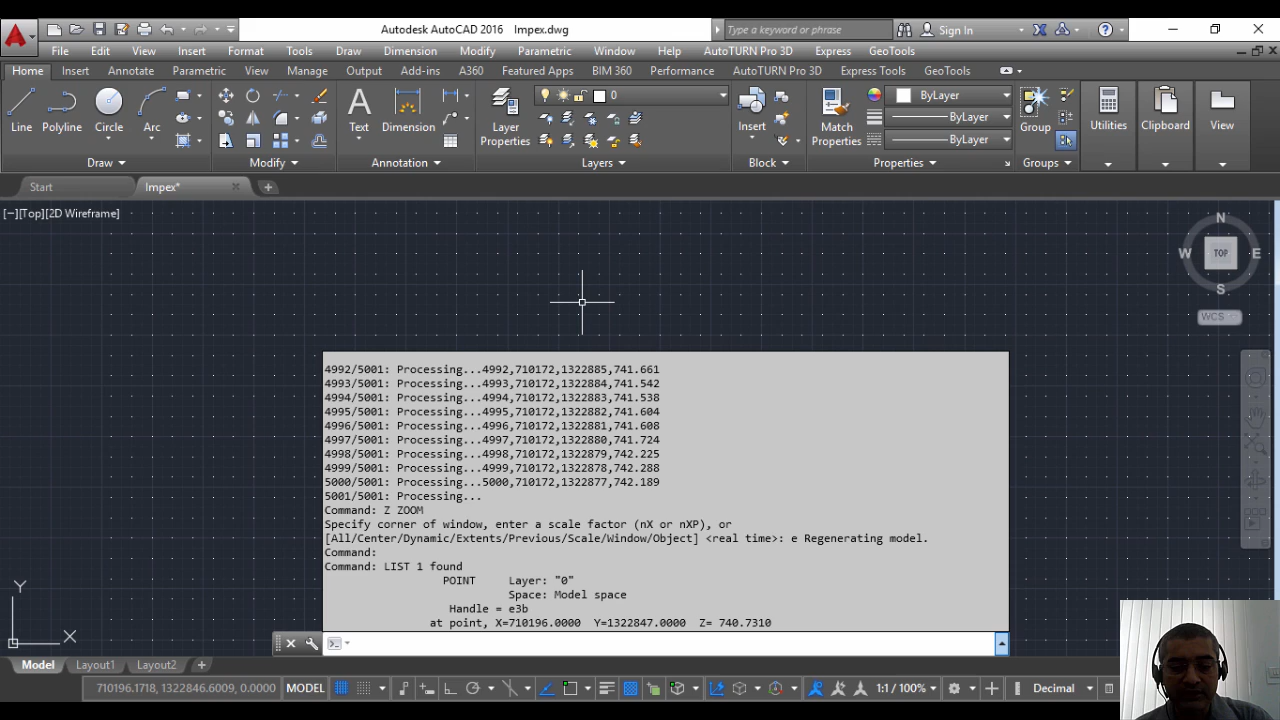 Autodesk AutoCAD 2016 Impex.dwg
Type a keyword or phrase
Sign In
File Edit View Insert Format Tools Draw Dimension Modify Parametric Window Help AutoTURN Pro 3D Express GeoTools
Home Insert Annotate Parametric View Manage Output Add-ins A360 Featured Apps BIM 360 Performance AutoTURN Pro 3D Express Tools GeoTools
0
ByLayer
ByLayer
ByLayer
Line Polyline Circle Arc Text Dimension Layer Properties Insert Match Properties Group Utilities Clipboard View
Draw Modify Annotation Layers Block Properties Groups
Start Impex*
[−][Top][2D Wireframe]
N
W TOP E
S
WCS
4992/5001: Processing...4992,710172,1322885,741.661
4993/5001: Processing...4993,710172,1322884,741.542
4994/5001: Processing...4994,710172,1322883,741.538
4995/5001: Processing...4995,710172,1322882,741.604
4996/5001: Processing...4996,710172,1322881,741.608
4997/5001: Processing...4997,710172,1322880,741.724
4998/5001: Processing...4998,710172,1322879,742.225
4999/5001: Processing...4999,710172,1322878,742.288
5000/5001: Processing...5000,710172,1322877,742.189
5001/5001: Processing...
Command: Z ZOOM
Specify corner of window, enter a scale factor (nX or nXP), or
[All/Center/Dynamic/Extents/Previous/Scale/Window/Object] <real time>: e Regenerating model.
Command:
Command: LIST 1 found
POINT Layer: "0"
Space: Model space
Handle = e3b
at point, X=710196.0000 Y=1322847.0000 Z= 740.7310
Y
X
Model Layout1 Layout2
710196.1718, 1322846.6009, 0.0000 MODEL 1:1 / 100% Decimal